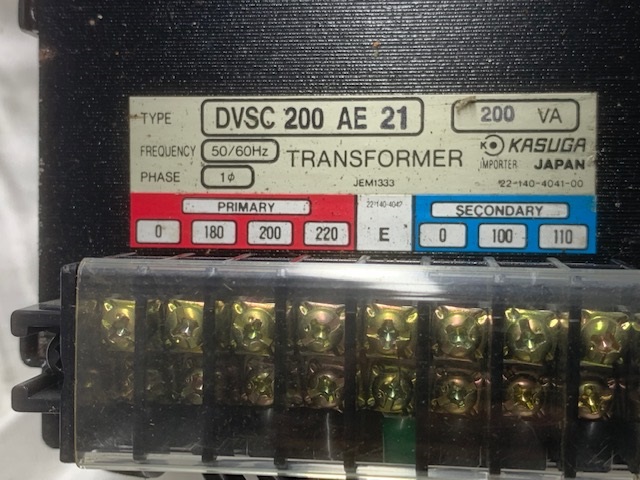 TYPE DVSC 200 AE 21 200 VA
FREQUENCY 50/60Hz TRANSFORMER KASUGA
IMPORTER JAPAN
PHASE 1ϕ JEM1333 22-140-4041-00
PRIMARY 22-140-4042 SECONDARY
0 180 200 220 E 0 100 110